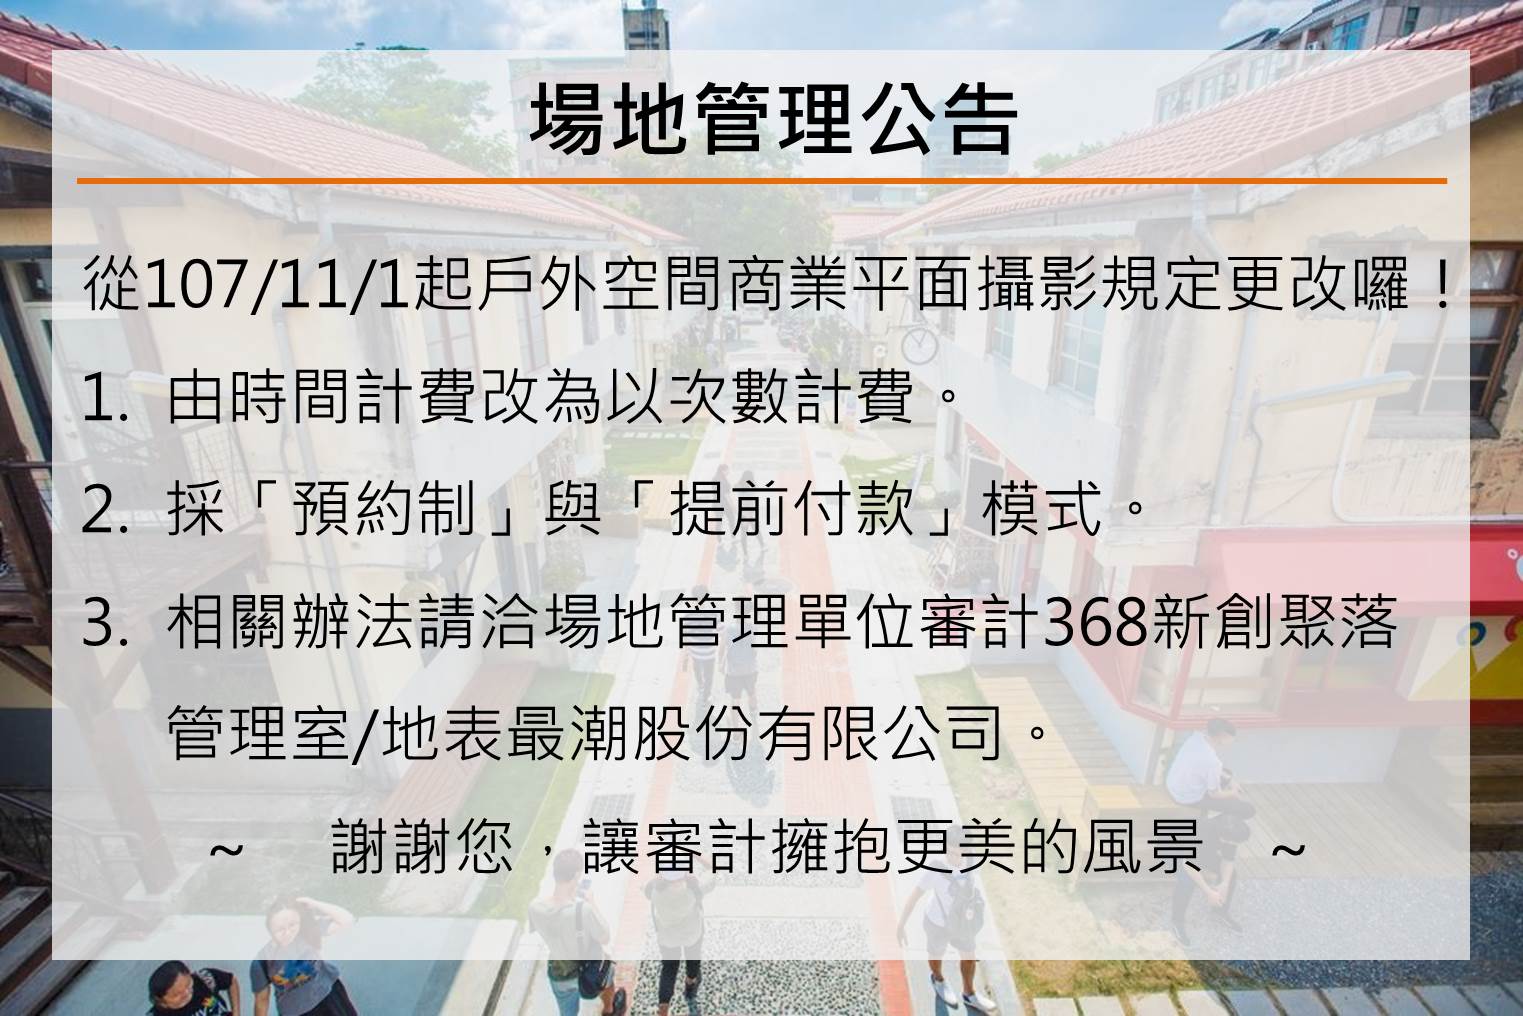 場地管理公告
從107/11/1起戶外空間商業平面攝影規定更改囉！
1. 由時間計費改為以次數計費。
2. 採「預約制」與「提前付款」模式。
3. 相關辦法請洽場地管理單位審計368新創聚落
管理室/地表最潮股份有限公司。
~ 謝謝您，讓審計擁抱更美的風景 ~